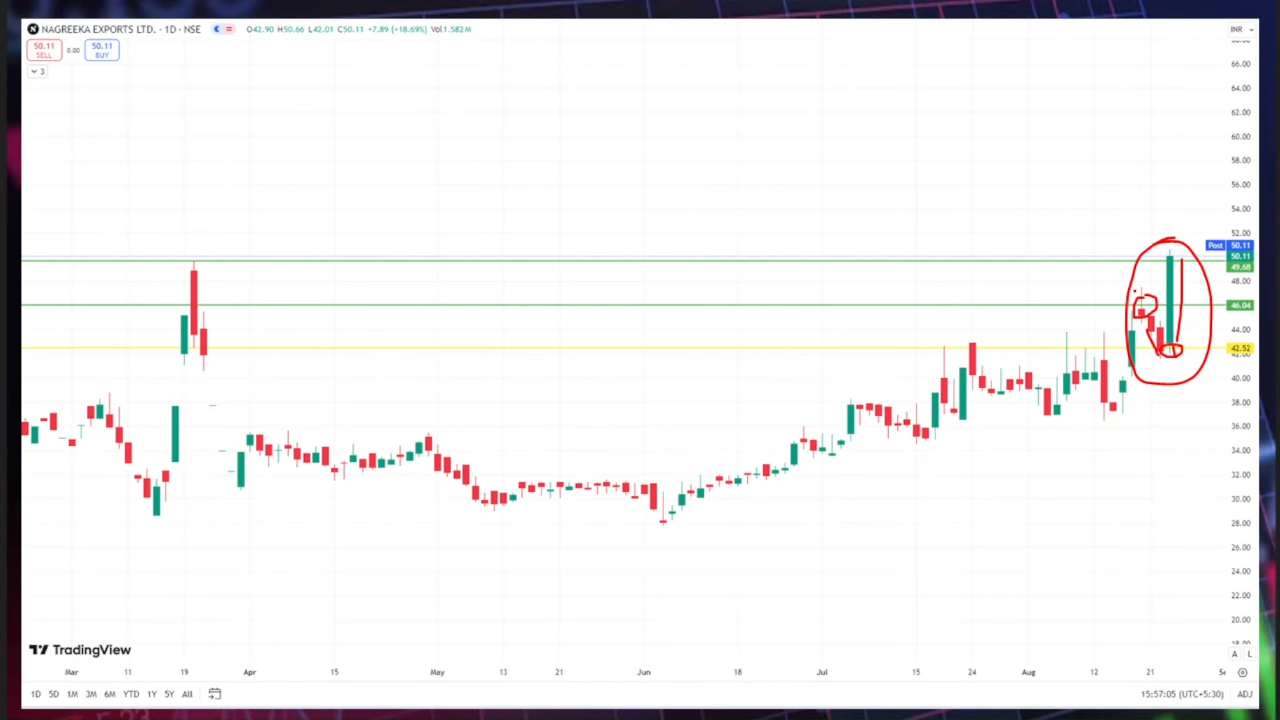 NAGREEKA EXPORTS LTD. · 1D · NSE
O42.90 H50.66 L42.01 C50.11 +7.89 (+18.69%) Vol1.582M
INR
50.11
SELL
0.00
50.11
BUY
3
66.00
64.00
62.00
60.00
58.00
56.00
54.00
52.00
Post 50.11
50.11
49.68
48.00
46.04
44.00
42.52
42.00
40.00
38.00
36.00
34.00
32.00
30.00
28.00
26.00
24.00
22.00
20.00
TradingView
A L
Mar 11 19 Apr 15 May 13 21 Jun 18 Jul 15 24 Aug 12 21
1D 5D 1M 3M 6M YTD 1Y 5Y All
15:57:05 (UTC+5:30) ADJ